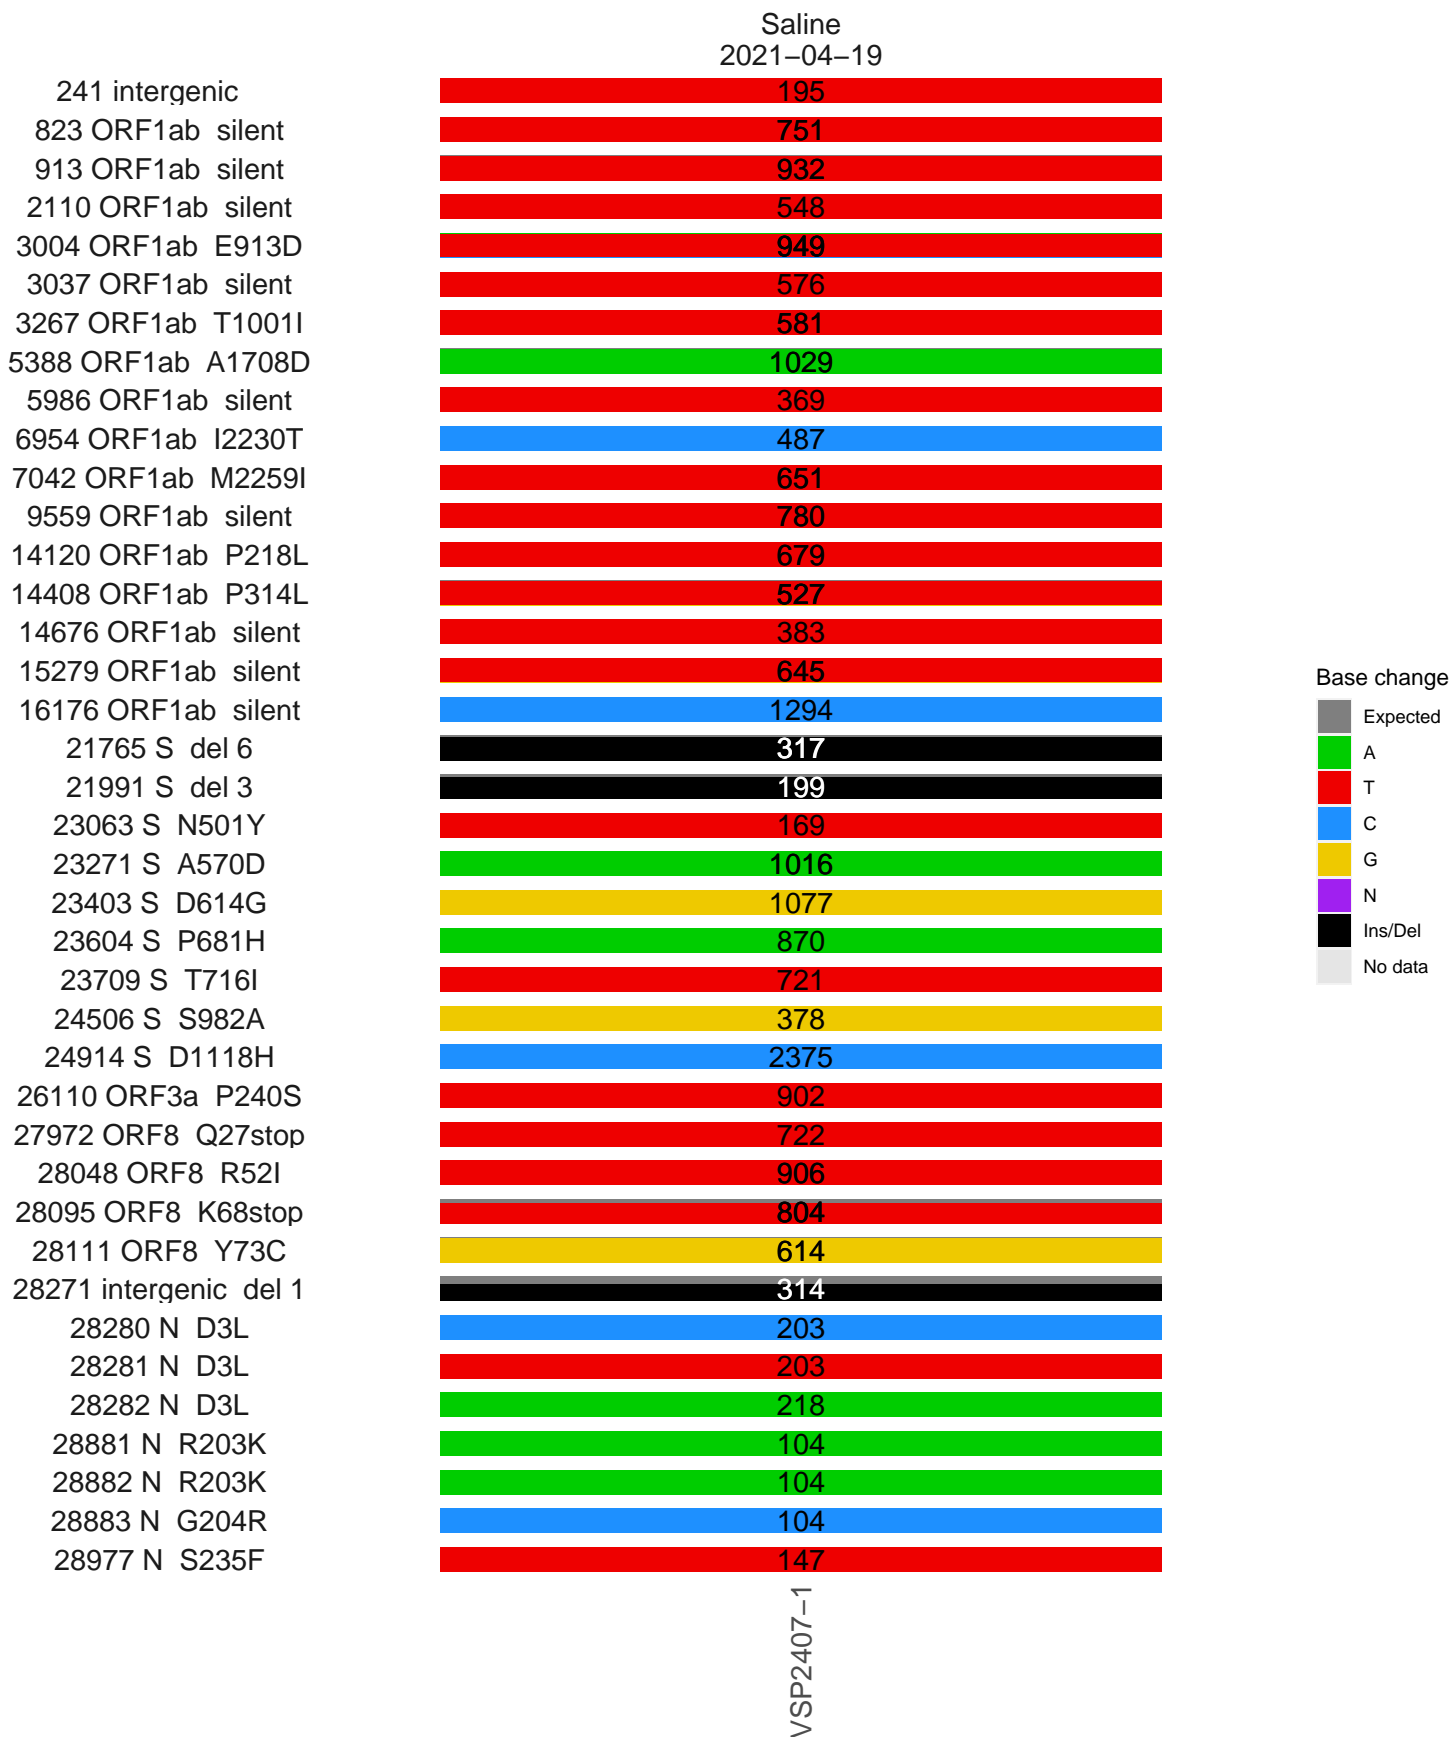 Saline
2021−04−19
241 intergenic 195
823 ORF1ab silent 751
913 ORF1ab silent 932
2110 ORF1ab silent 548
3004 ORF1ab E913D 949
3037 ORF1ab silent 576
3267 ORF1ab T1001I 581
5388 ORF1ab A1708D 1029
5986 ORF1ab silent 369
6954 ORF1ab I2230T 487
7042 ORF1ab M2259I 651
9559 ORF1ab silent 780
14120 ORF1ab P218L 679
14408 ORF1ab P314L 527
14676 ORF1ab silent 383
15279 ORF1ab silent 645
16176 ORF1ab silent 1294
21765 S del 6 317
21991 S del 3 199
23063 S N501Y 169
23271 S A570D 1016
23403 S D614G 1077
23604 S P681H 870
23709 S T716I 721
24506 S S982A 378
24914 S D1118H 2375
26110 ORF3a P240S 902
27972 ORF8 Q27stop 722
28048 ORF8 R52I 906
28095 ORF8 K68stop 804
28111 ORF8 Y73C 614
28271 intergenic del 1 314
28280 N D3L 203
28281 N D3L 203
28282 N D3L 218
28881 N R203K 104
28882 N R203K 104
28883 N G204R 104
28977 N S235F 147
VSP2407−1
Base change
Expected
A
T
C
G
N
Ins/Del
No data